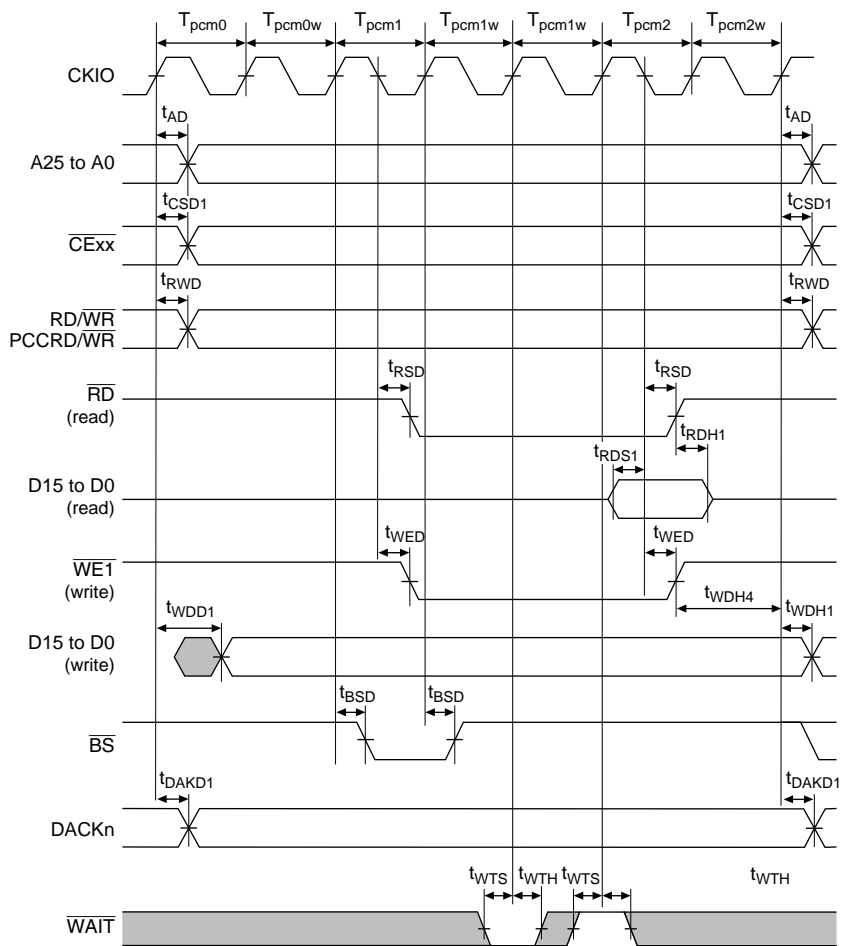 Tpcm0 Tpcm0w Tpcm1 Tpcm1w Tpcm1w Tpcm2 Tpcm2w
CKIO
tAD tAD
A25 to A0
tCSD1 tCSD1
CExx
tRWD tRWD
RD/WR
PCCRD/WR
tRSD tRSD
RD
(read)
tRDH1
tRDS1
D15 to D0
(read)
tWED tWED
WE1
(write)
tWDD1 tWDH4 tWDH1
D15 to D0
(write)
tBSD tBSD
BS
tDAKD1 tDAKD1
DACKn
tWTS tWTH tWTS tWTH
WAIT